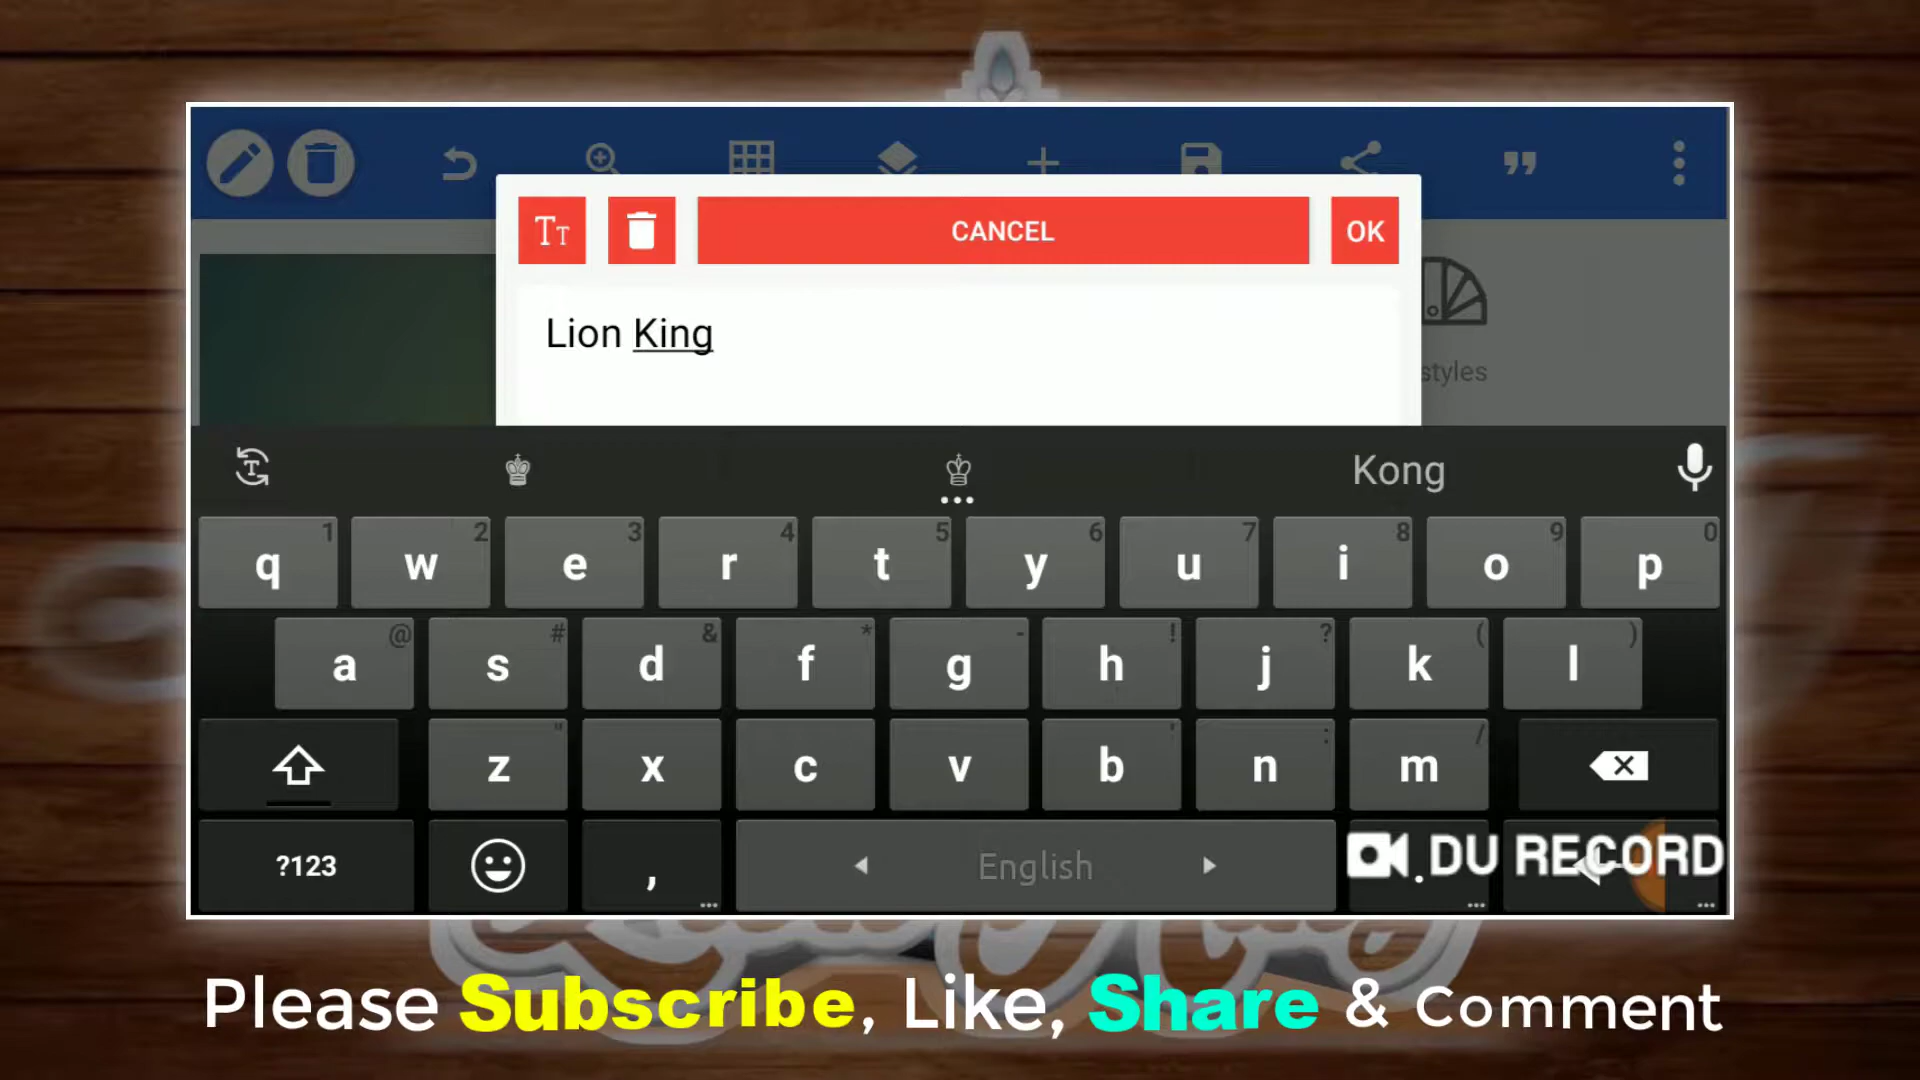 TT CANCEL OK
Lion King
styles
Kong
q 1 w 2 e 3 r 4 t 5 y 6 u 7 i 8 o 9 p 0
a @ s # d & f * g - h ! j ? k ( l )
z " x c v b ' n : m /
?123 , English .
DU RECORD
Please Subscribe, Like, Share & Comment